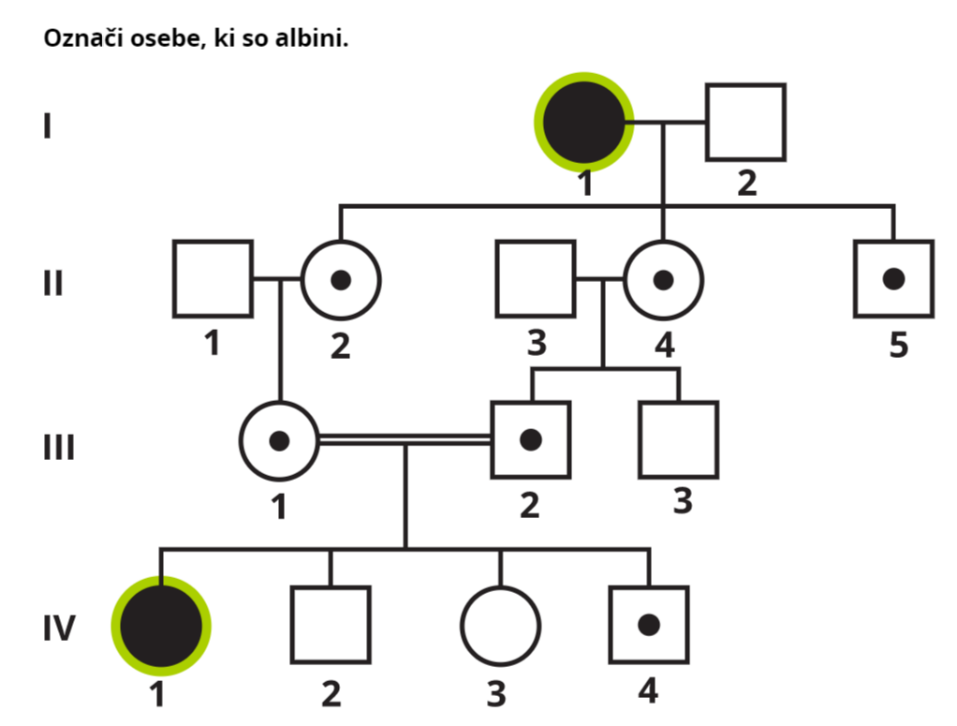 Označi osebe, ki so albini.
I
1 2
II
1 2 3 4 5
III
1 2 3
IV
1 2 3 4